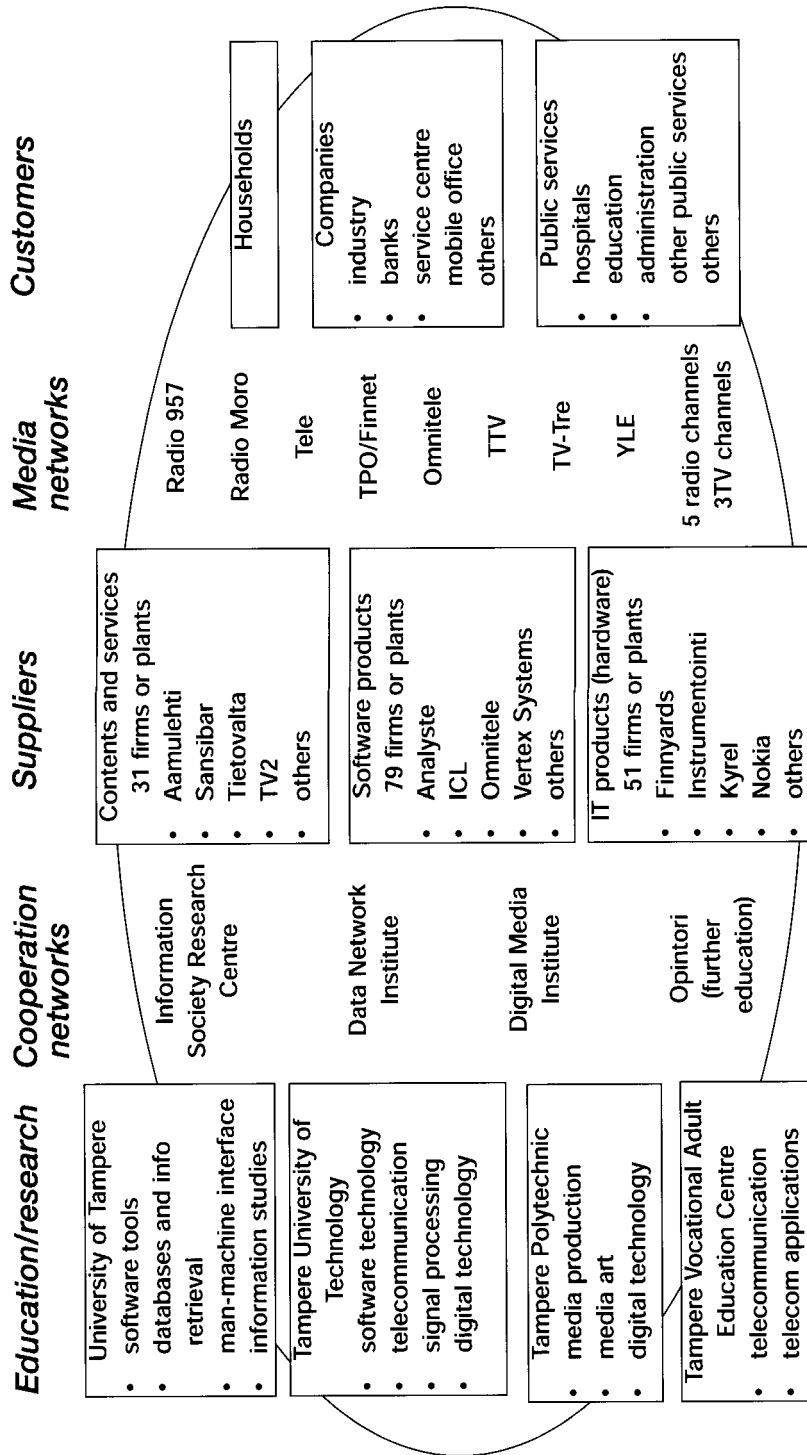 Education/research
University of Tampere
• software tools
• databases and info
retrieval
• man-machine interface
• information studies
Tampere University of
Technology
• software technology
• telecommunication
• signal processing
• digital technology
Tampere Polytechnic
• media production
• media art
• digital technology
Tampere Vocational Adult
Education Centre
• telecommunication
• telecom applications
Cooperation
networks
Information
Society Research
Centre
Data Network
Institute
Digital Media
Institute
Opintori
(further
education)
Suppliers
Contents and services
31 firms or plants
• Aamulehti
• Sansibar
• Tietovalta
• TV2
• others
Software products
79 firms or plants
• Analyste
• ICL
• Omnitele
• Vertex Systems
• others
IT products (hardware)
51 firms or plants
• Finnyards
• Instrumentointi
• Kyrel
• Nokia
• others
Media
networks
Radio 957
Radio Moro
Tele
TPO/Finnet
Omnitele
TTV
TV-Tre
YLE
5 radio channels
3TV channels
Customers
Households
Companies
• industry
• banks
• service centre
mobile office
others
Public services
• hospitals
• education
• administration
other public services
others